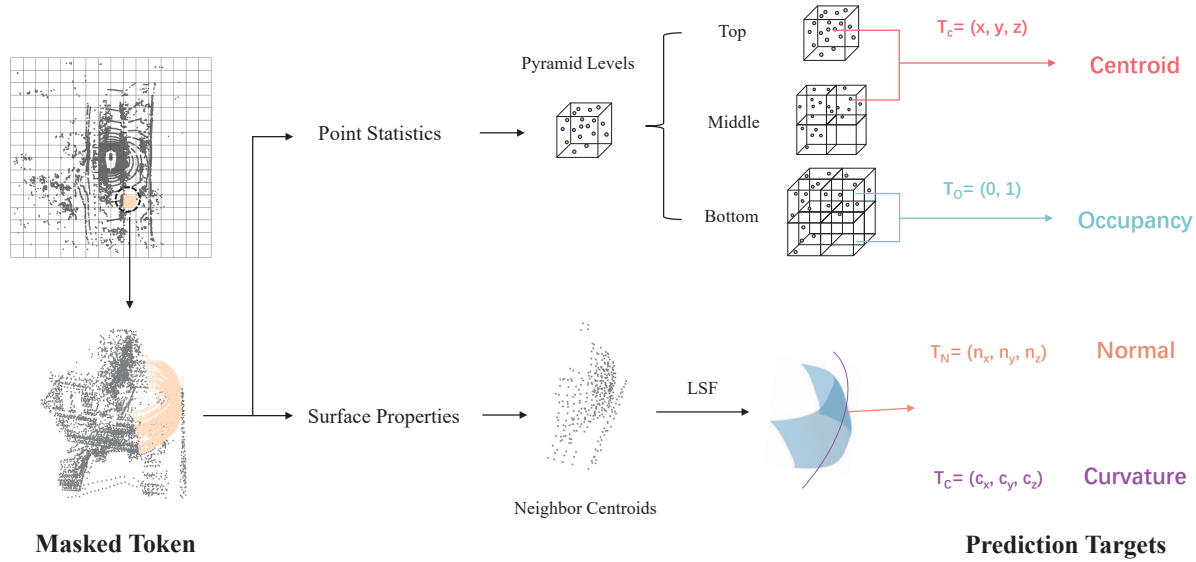 Top
T_c= (x, y, z)
Pyramid Levels
Centroid
Point Statistics
Middle
Bottom
T_O= (0, 1)
Occupancy
T_N= (n_x, n_y, n_z)
Normal
LSF
Surface Properties
T_C= (c_x, c_y, c_z)
Curvature
Neighbor Centroids
Masked Token
Prediction Targets